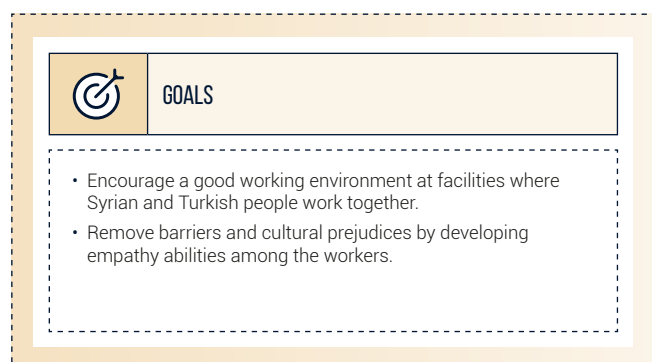 GOALS
• Encourage a good working environment at facilities where
Syrian and Turkish people work together.
• Remove barriers and cultural prejudices by developing
empathy abilities among the workers.